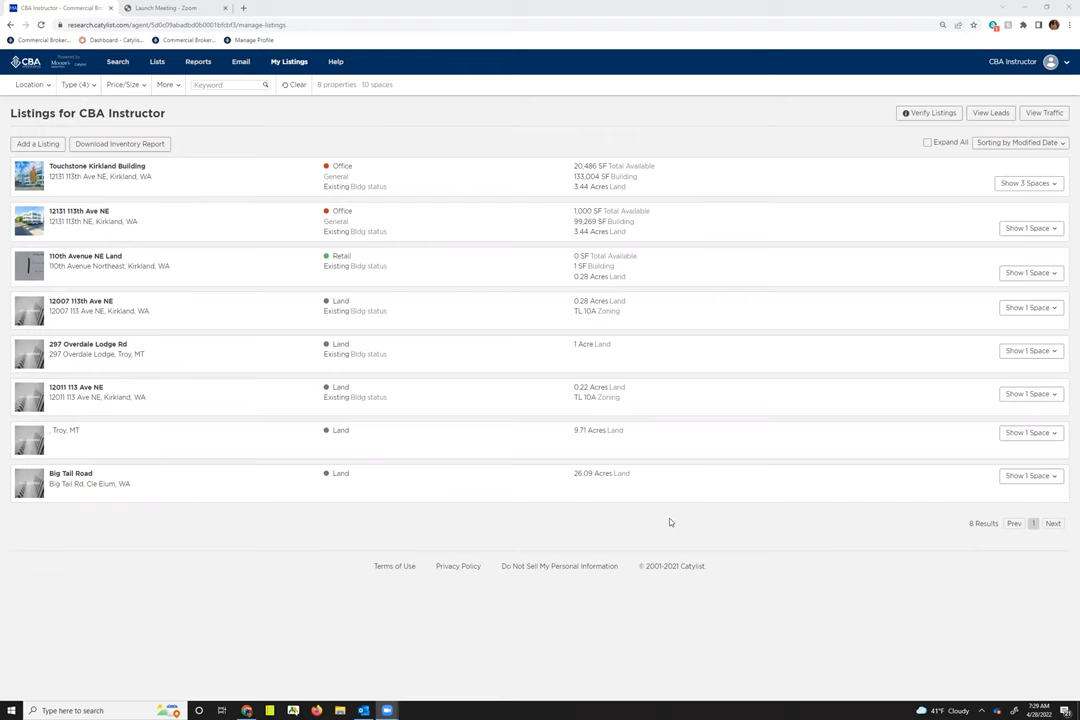 CBA Instructor - Commercial Bro
Launch Meeting - Zoom
research.catylist.com/agent/5d0c09abadbd0b0001bfcbf3/manage-listings
Commercial Broker...
Dashboard - Catylis...
Commercial Broker...
Manage Profile
CBA
Powered by
Moody's
Search
Lists
Reports
Email
My Listings
Help
CBA Instructor
Location
Type (4)
Price/Size
More
Keyword
Clear
8 properties · 10 spaces
Listings for CBA Instructor
Verify Listings
View Leads
View Traffic
Add a Listing
Download Inventory Report
Expand All
Sorting by Modified Date
Touchstone Kirkland Building
12131 113th Ave NE, Kirkland, WA
Office
General
Existing Bldg status
20,486 SF Total Available
133,004 SF Building
3.44 Acres Land
Show 3 Spaces
12131 113th Ave NE
12131 113th Ave NE, Kirkland, WA
Office
General
Existing Bldg status
1,000 SF Total Available
99,269 SF Building
3.44 Acres Land
Show 1 Space
110th Avenue NE Land
110th Avenue Northeast, Kirkland, WA
Retail
Existing Bldg status
0 SF Total Available
1 SF Building
0.28 Acres Land
Show 1 Space
12007 113th Ave NE
12007 113 Ave NE, Kirkland, WA
Land
Existing Bldg status
0.28 Acres Land
TL 10A Zoning
Show 1 Space
297 Overdale Lodge Rd
297 Overdale Lodge, Troy, MT
Land
Existing Bldg status
1 Acre Land
Show 1 Space
12011 113 Ave NE
12011 113 Ave NE, Kirkland, WA
Land
Existing Bldg status
0.22 Acres Land
TL 10A Zoning
Show 1 Space
, Troy, MT
Land
9.71 Acres Land
Show 1 Space
Big Tail Road
Big Tail Rd, Cle Elum, WA
Land
26.09 Acres Land
Show 1 Space
8 Results
Prev
1
Next
Terms of Use
Privacy Policy
Do Not Sell My Personal Information
© 2001-2021 Catylist.
Type here to search
41°F Cloudy
7:29 AM
4/28/2022